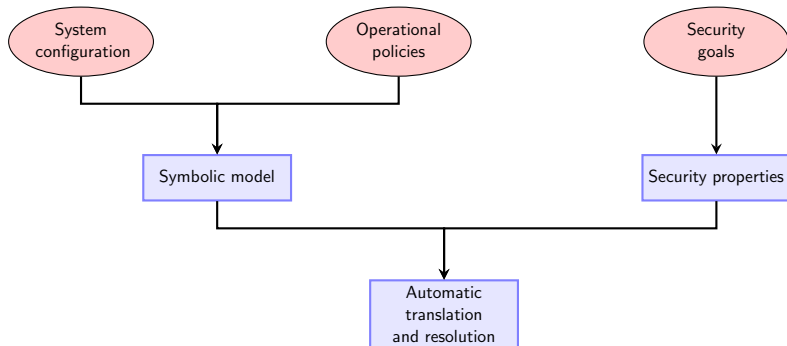 System
configuration
Operational
policies
Security
goals
Symbolic model
Security properties
Automatic
translation
and resolution